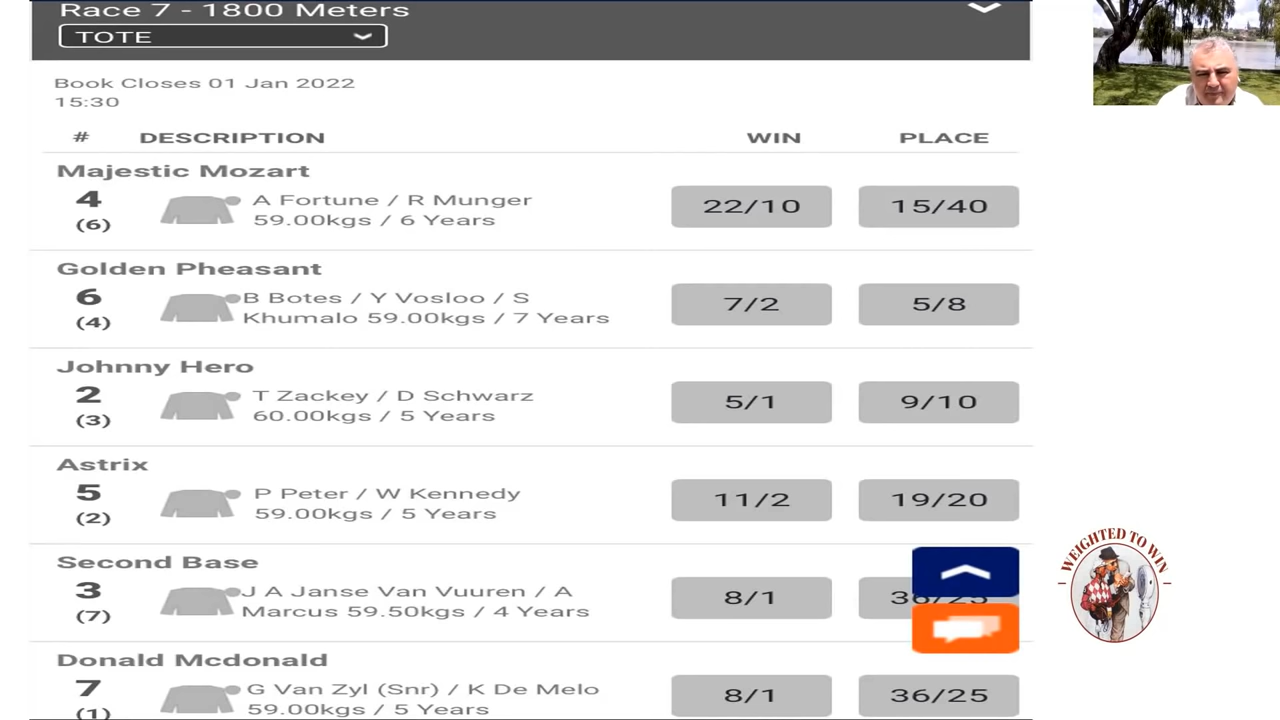 Race 7 - 1800 Meters
TOTE
Book Closes 01 Jan 2022
15:30
# DESCRIPTION WIN PLACE
Majestic Mozart
4 A Fortune / R Munger 22/10 15/40
(6) 59.00kgs / 6 Years
Golden Pheasant
6 B Botes / Y Vosloo / S 7/2 5/8
(4) Khumalo 59.00kgs / 7 Years
Johnny Hero
2 T Zackey / D Schwarz 5/1 9/10
(3) 60.00kgs / 5 Years
Astrix
5 P Peter / W Kennedy 11/2 19/20
(2) 59.00kgs / 5 Years
Second Base
3 J A Janse Van Vuuren / A 8/1 36/25
(7) Marcus 59.50kgs / 4 Years
Donald Mcdonald
7 G Van Zyl (Snr) / K De Melo 8/1 36/25
(1) 59.00kgs / 5 Years
- WEIGHTED TO WIN -